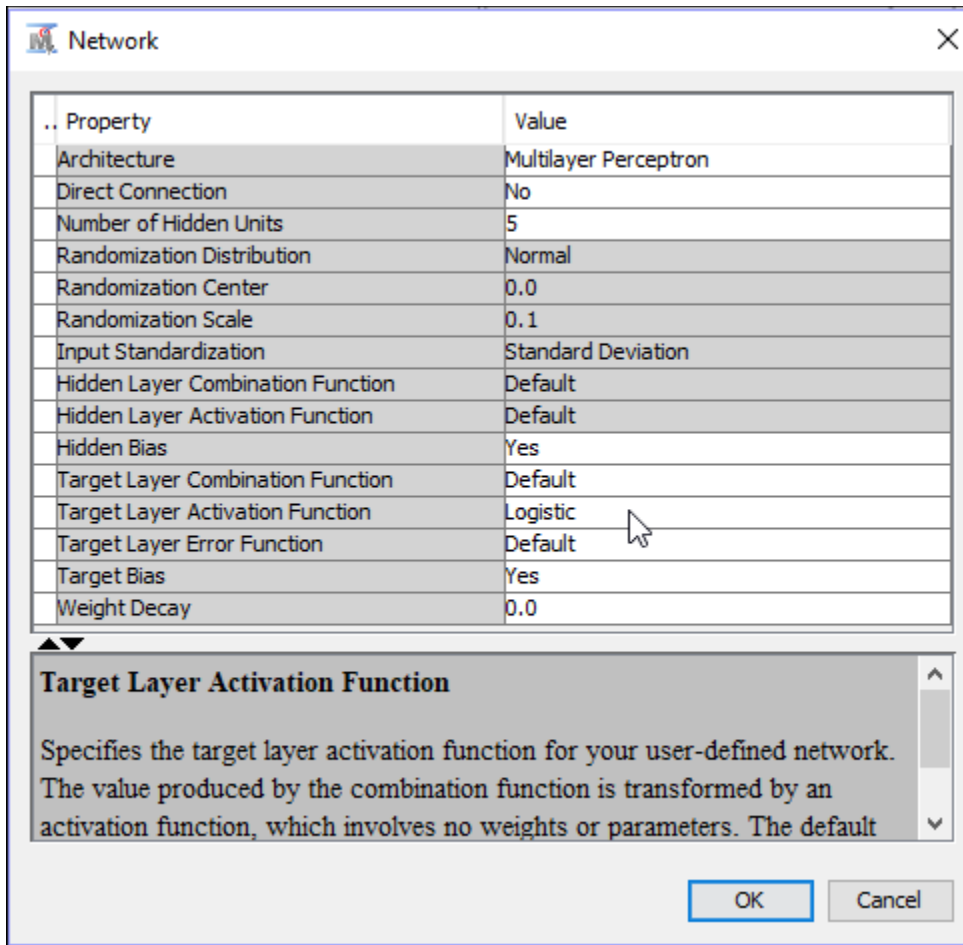 Network
.. Property Value
Architecture Multilayer Perceptron
Direct Connection No
Number of Hidden Units 5
Randomization Distribution Normal
Randomization Center 0.0
Randomization Scale 0.1
Input Standardization Standard Deviation
Hidden Layer Combination Function Default
Hidden Layer Activation Function Default
Hidden Bias Yes
Target Layer Combination Function Default
Target Layer Activation Function Logistic
Target Layer Error Function Default
Target Bias Yes
Weight Decay 0.0
Target Layer Activation Function
Specifies the target layer activation function for your user-defined network.
The value produced by the combination function is transformed by an
activation function, which involves no weights or parameters. The default
OK Cancel